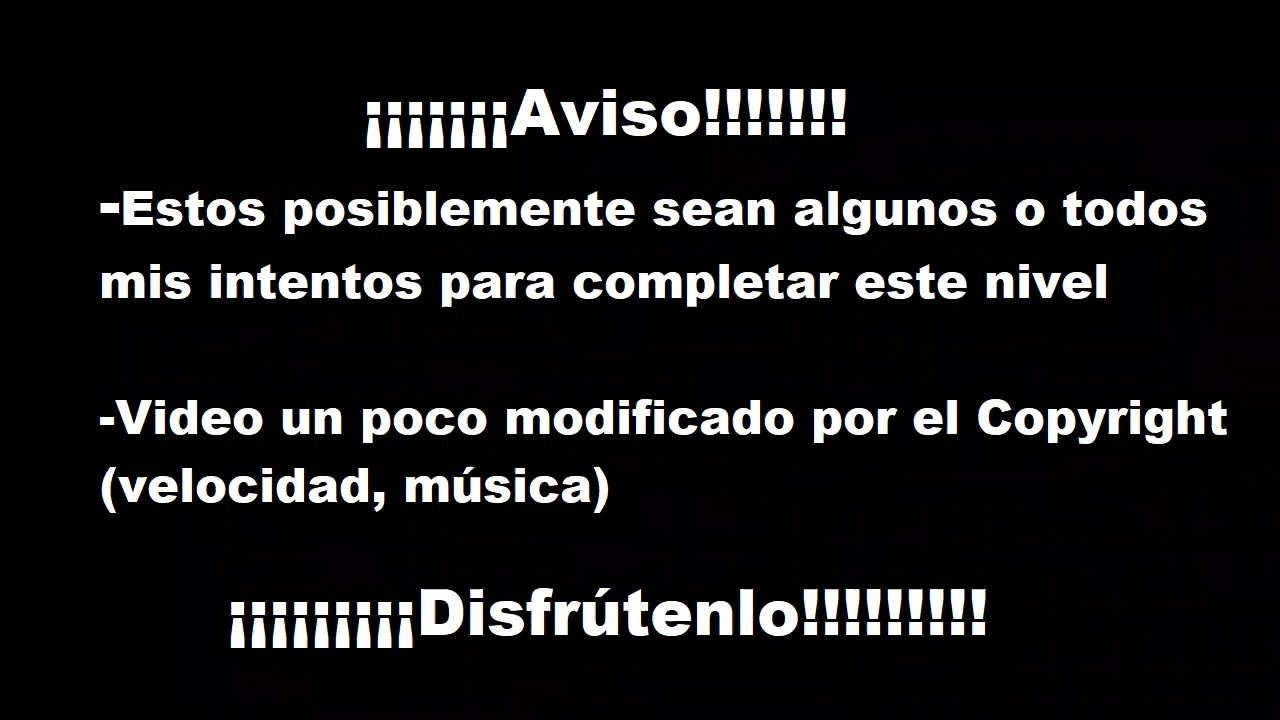 ¡¡¡¡¡¡¡Aviso!!!!!!!
-Estos posiblemente sean algunos o todos
mis intentos para completar este nivel
-Video un poco modificado por el Copyright
(velocidad, música)
¡¡¡¡¡¡¡¡¡Disfrútenlo!!!!!!!!!